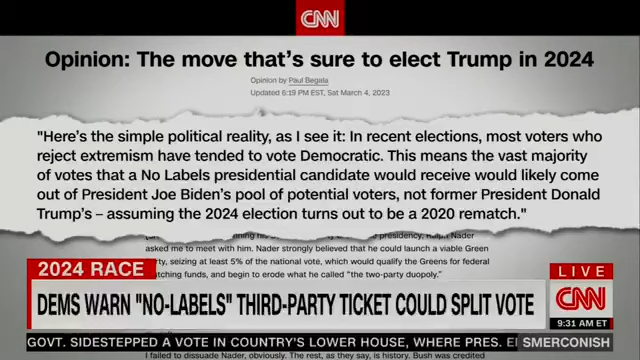 CNN
Opinion: The move that's sure to elect Trump in 2024
Opinion by Paul Begala
Updated 6:19 PM EST, Sat March 4, 2023
"Here's the simple political reality, as I see it: In recent elections, most voters who
reject extremism have tended to vote Democratic. This means the vast majority
of votes that a No Labels presidential candidate would receive would likely come
out of President Joe Biden's pool of potential voters, not former President Donald
Trump's – assuming the 2024 election turns out to be a 2020 rematch."
presidency, Ralph Nader
asked me to meet with him. Nader strongly believed that he could launch a viable Green
seizing at least 5% of the national vote, which would qualify the Greens for federal
funds, and begin to erode what he called "the two-party duopoly."
2024 RACE
LIVE
DEMS WARN "NO-LABELS" THIRD-PARTY TICKET COULD SPLIT VOTE
CNN
9:31 AM ET
GOVT. SIDESTEPPED A VOTE IN COUNTRY'S LOWER HOUSE, WHERE PRES. E
SMERCONISH
I failed to dissuade Nader, obviously. The rest, as they say, is history. Bush was credited